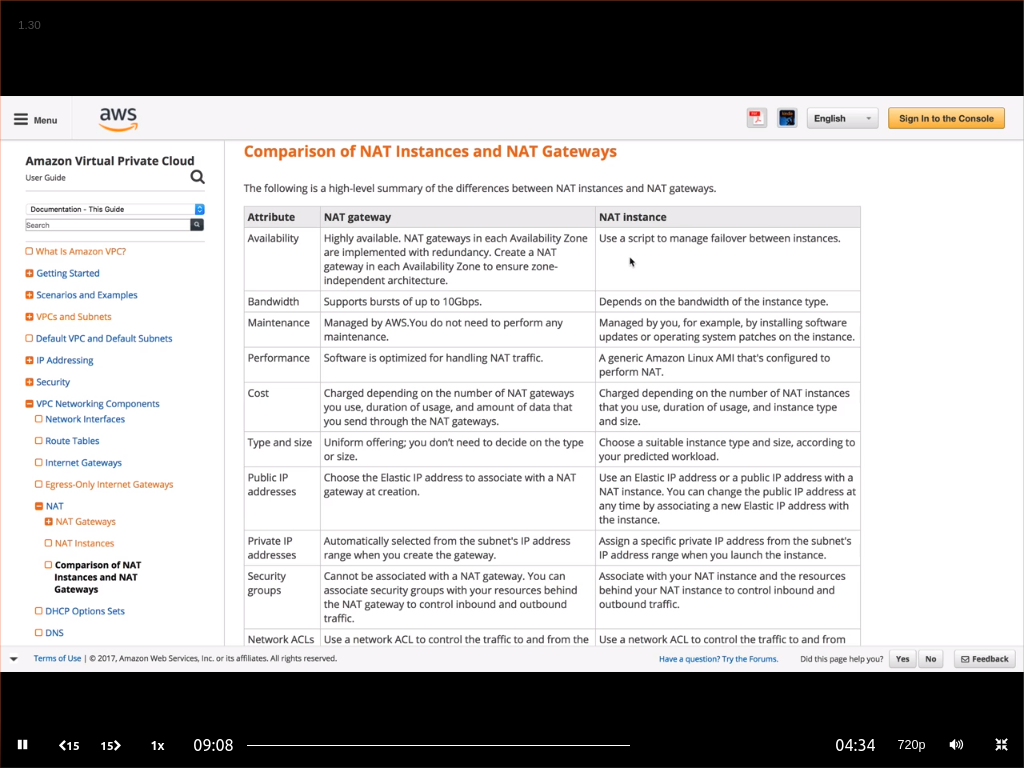 1.30
Menu
aws
English
Sign In to the Console
Amazon Virtual Private Cloud
User Guide
Documentation - This Guide
Search
What Is Amazon VPC?
Getting Started
Scenarios and Examples
VPCs and Subnets
Default VPC and Default Subnets
IP Addressing
Security
VPC Networking Components
Network Interfaces
Route Tables
Internet Gateways
Egress-Only Internet Gateways
NAT
NAT Gateways
NAT Instances
Comparison of NAT
Instances and NAT
Gateways
DHCP Options Sets
DNS
Comparison of NAT Instances and NAT Gateways
The following is a high-level summary of the differences between NAT instances and NAT gateways.
Attribute NAT gateway NAT instance
Availability
Highly available. NAT gateways in each Availability Zone
are implemented with redundancy. Create a NAT
gateway in each Availability Zone to ensure zone-
independent architecture.
Use a script to manage failover between instances.
Bandwidth
Supports bursts of up to 10Gbps.
Depends on the bandwidth of the instance type.
Maintenance
Managed by AWS.You do not need to perform any
maintenance.
Managed by you, for example, by installing software
updates or operating system patches on the instance.
Performance
Software is optimized for handling NAT traffic.
A generic Amazon Linux AMI that's configured to
perform NAT.
Cost
Charged depending on the number of NAT gateways
you use, duration of usage, and amount of data that
you send through the NAT gateways.
Charged depending on the number of NAT instances
that you use, duration of usage, and instance type
and size.
Type and size
Uniform offering; you don't need to decide on the type
or size.
Choose a suitable instance type and size, according to
your predicted workload.
Public IP
addresses
Choose the Elastic IP address to associate with a NAT
gateway at creation.
Use an Elastic IP address or a public IP address with a
NAT instance. You can change the public IP address at
any time by associating a new Elastic IP address with
the instance.
Private IP
addresses
Automatically selected from the subnet's IP address
range when you create the gateway.
Assign a specific private IP address from the subnet's
IP address range when you launch the instance.
Security
groups
Cannot be associated with a NAT gateway. You can
associate security groups with your resources behind
the NAT gateway to control inbound and outbound
traffic.
Associate with your NAT instance and the resources
behind your NAT instance to control inbound and
outbound traffic.
Network ACLs
Use a network ACL to control the traffic to and from the
Use a network ACL to control the traffic to and from
Terms of Use | © 2017, Amazon Web Services, Inc. or its affiliates. All rights reserved.
Have a question? Try the Forums.
Did this page help you?
Yes
No
Feedback
15
15
1x
09:08
04:34
720p